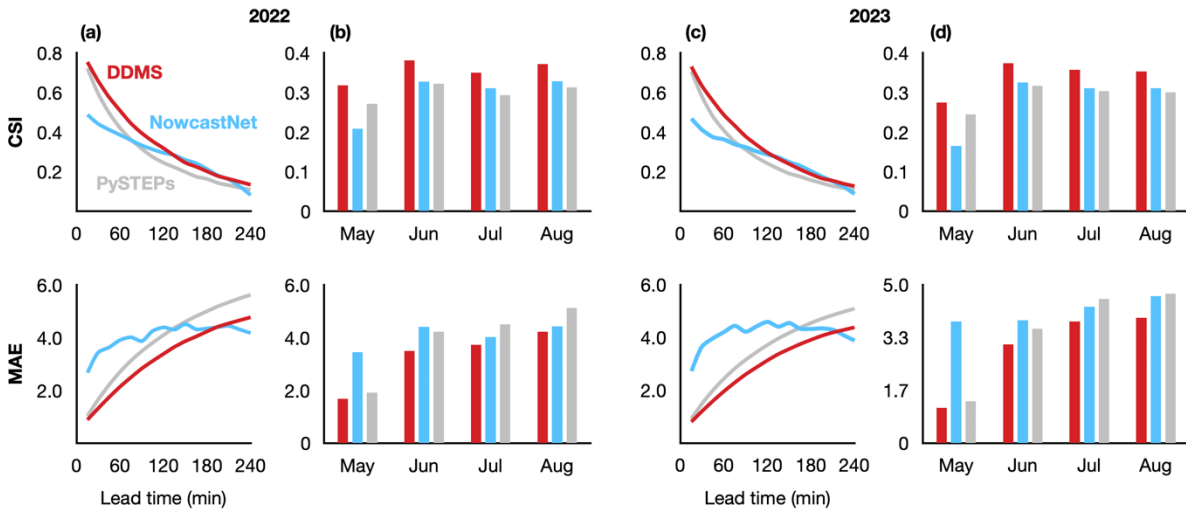 2022
2023
(a)
(b)
(c)
(d)
CSI
0.8
0.6
0.4
0.2
DDMS
NowcastNet
PySTEPs
0 60 120 180 240
0.4
0.3
0.2
0.1
0
May Jun Jul Aug
0.8
0.6
0.4
0.2
0 60 120 180 240
0.4
0.3
0.2
0.1
0
May Jun Jul Aug
MAE
6.0
4.0
2.0
0 60 120 180 240
Lead time (min)
6.0
4.0
2.0
0
May Jun Jul Aug
6.0
4.0
2.0
0 60 120 180 240
Lead time (min)
5.0
3.3
1.7
0
May Jun Jul Aug